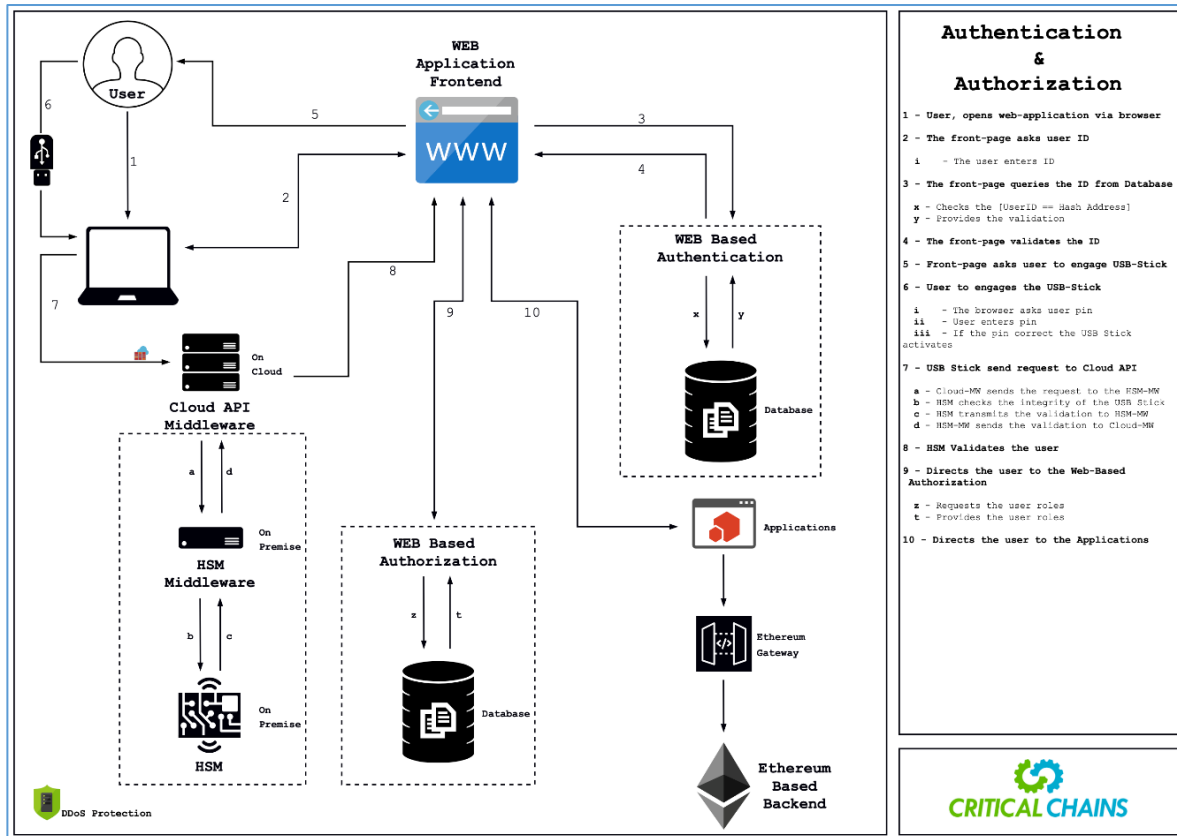 WEB
Application
Frontend
User
6
1
5
3
WWW
4
2
WEB Based
Authentication
x
y
Database
7
8
9
10
On
Cloud
Cloud API
Middleware
a
d
On
Premise
HSM
Middleware
b
c
On
Premise
HSM
WEB Based
Authorization
z
t
Database
Applications
Ethereum
Gateway
Ethereum
Based
Backend
DDoS Protection
Authentication
&
Authorization
1 - User, opens web-application via browser
2 - The front-page asks user ID
i - The user enters ID
3 - The front-page queries the ID from Database
x - Checks the [UserID == Hash Address]
y - Provides the validation
4 - The front-page validates the ID
5 - Front-page asks user to engage USB-Stick
6 - User to engages the USB-Stick
i - The browser asks user pin
ii - User enters pin
iii - If the pin correct the USB Stick
activates
7 - USB Stick send request to Cloud API
a - Cloud-MW sends the request to the HSM-MW
b - HSM checks the integrity of the USB Stick
c - HSM transmits the validation to HSM-MW
d - HSM-MW sends the validation to Cloud-MW
8 - HSM Validates the user
9 - Directs the user to the Web-Based
Authorization
z - Requests the user roles
t - Provides the user roles
10 - Directs the user to the Applications
CRITICAL CHAINS